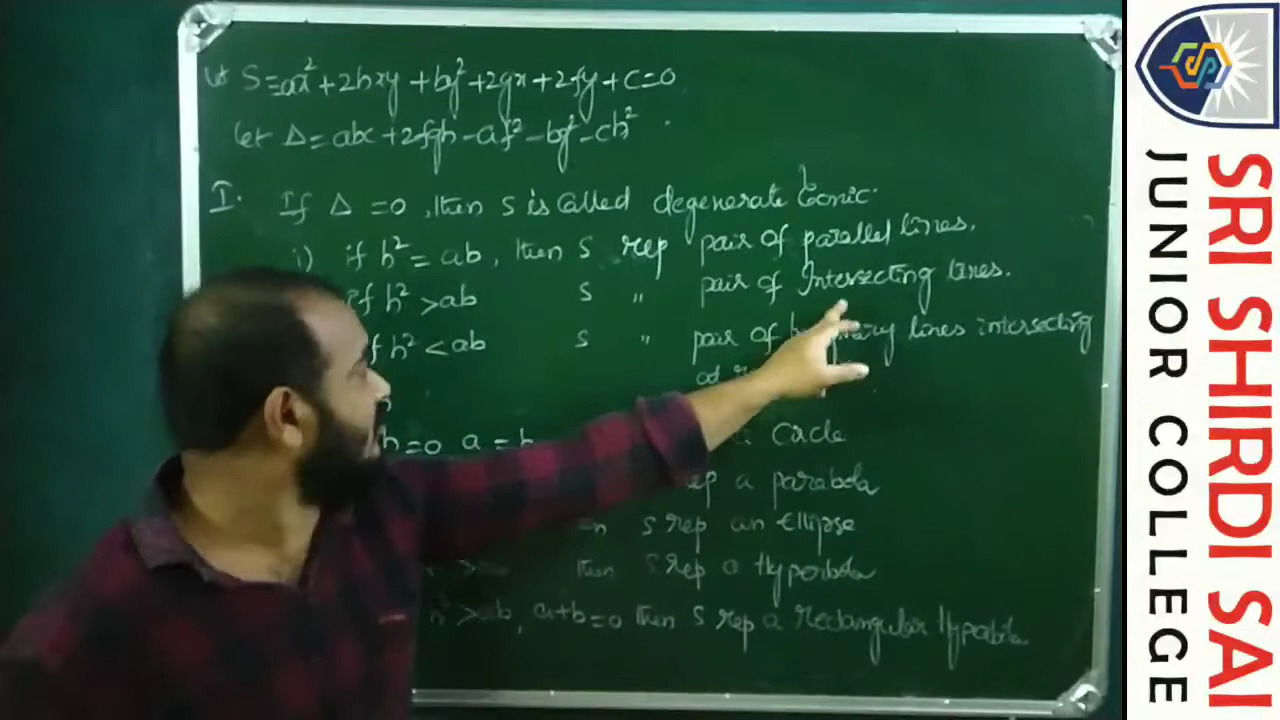 let S=ax²+2hxy+by²+2gx+2fy+c=0
let Δ=abc+2fgh-af²-bg²-ch²
I. If Δ=0, then S is called degenerate Conic.
i) if h²=ab, then S rep pair of parallel lines.
if h²>ab S " pair of Intersecting lines.
if h²<ab S " pair of lines intersecting
at
h=0 a=b Circle
rep a parabola
S rep an Ellipse
then S rep a Hyperbola
h²>ab, a+b=0 then S rep a rectangular Hyperbola
SRI SHIRDI SAI
JUNIOR COLLEGE